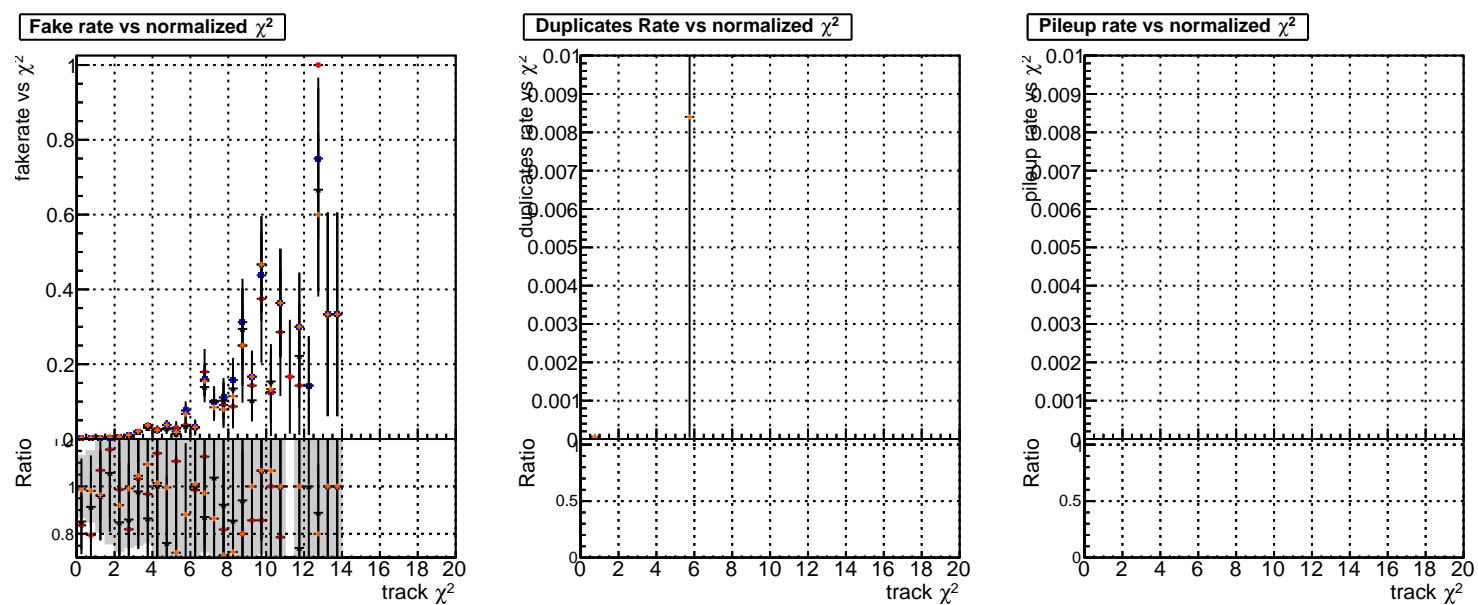 Fake rate vs normalized χ²
fakerate vs χ²
1
0.8
0.6
0.4
0.2
0
Ratio
1
0.8
0 2 4 6 8 10 12 14 16 18 20
track χ²
Duplicates Rate vs normalized χ²
duplicates rate vs χ²
0.01
0.009
0.008
0.007
0.006
0.005
0.004
0.003
0.002
0.001
0
Ratio
1
0.5
0
0 2 4 6 8 10 12 14 16 18 20
track χ²
Pileup rate vs normalized χ²
pileup rate vs χ²
0.01
0.009
0.008
0.007
0.006
0.005
0.004
0.003
0.002
0.001
0
Ratio
1
0.5
0
0 2 4 6 8 10 12 14 16 18 20
track χ²